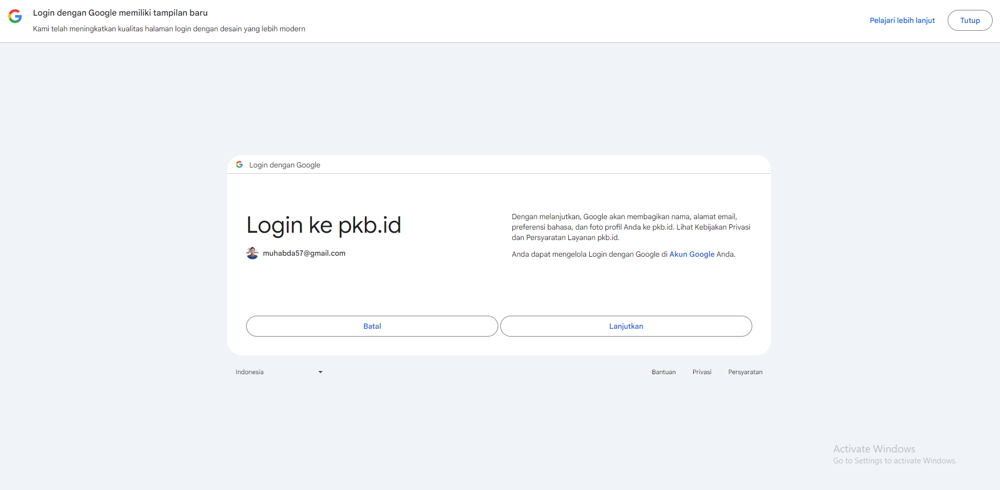 Login dengan Google memiliki tampilan baru
Kami telah meningkatkan kualitas halaman login dengan desain yang lebih modern
Pelajari lebih lanjut
Tutup
Login dengan Google
Login ke pkb.id
muhabda57@gmail.com
Dengan melanjutkan, Google akan membagikan nama, alamat email,
preferensi bahasa, dan foto profil Anda ke pkb.id. Lihat Kebijakan Privasi
dan Persyaratan Layanan pkb.id.
Anda dapat mengelola Login dengan Google di Akun Google Anda.
Batal
Lanjutkan
Indonesia
Bantuan
Privasi
Persyaratan
Activate Windows
Go to Settings to activate Windows.